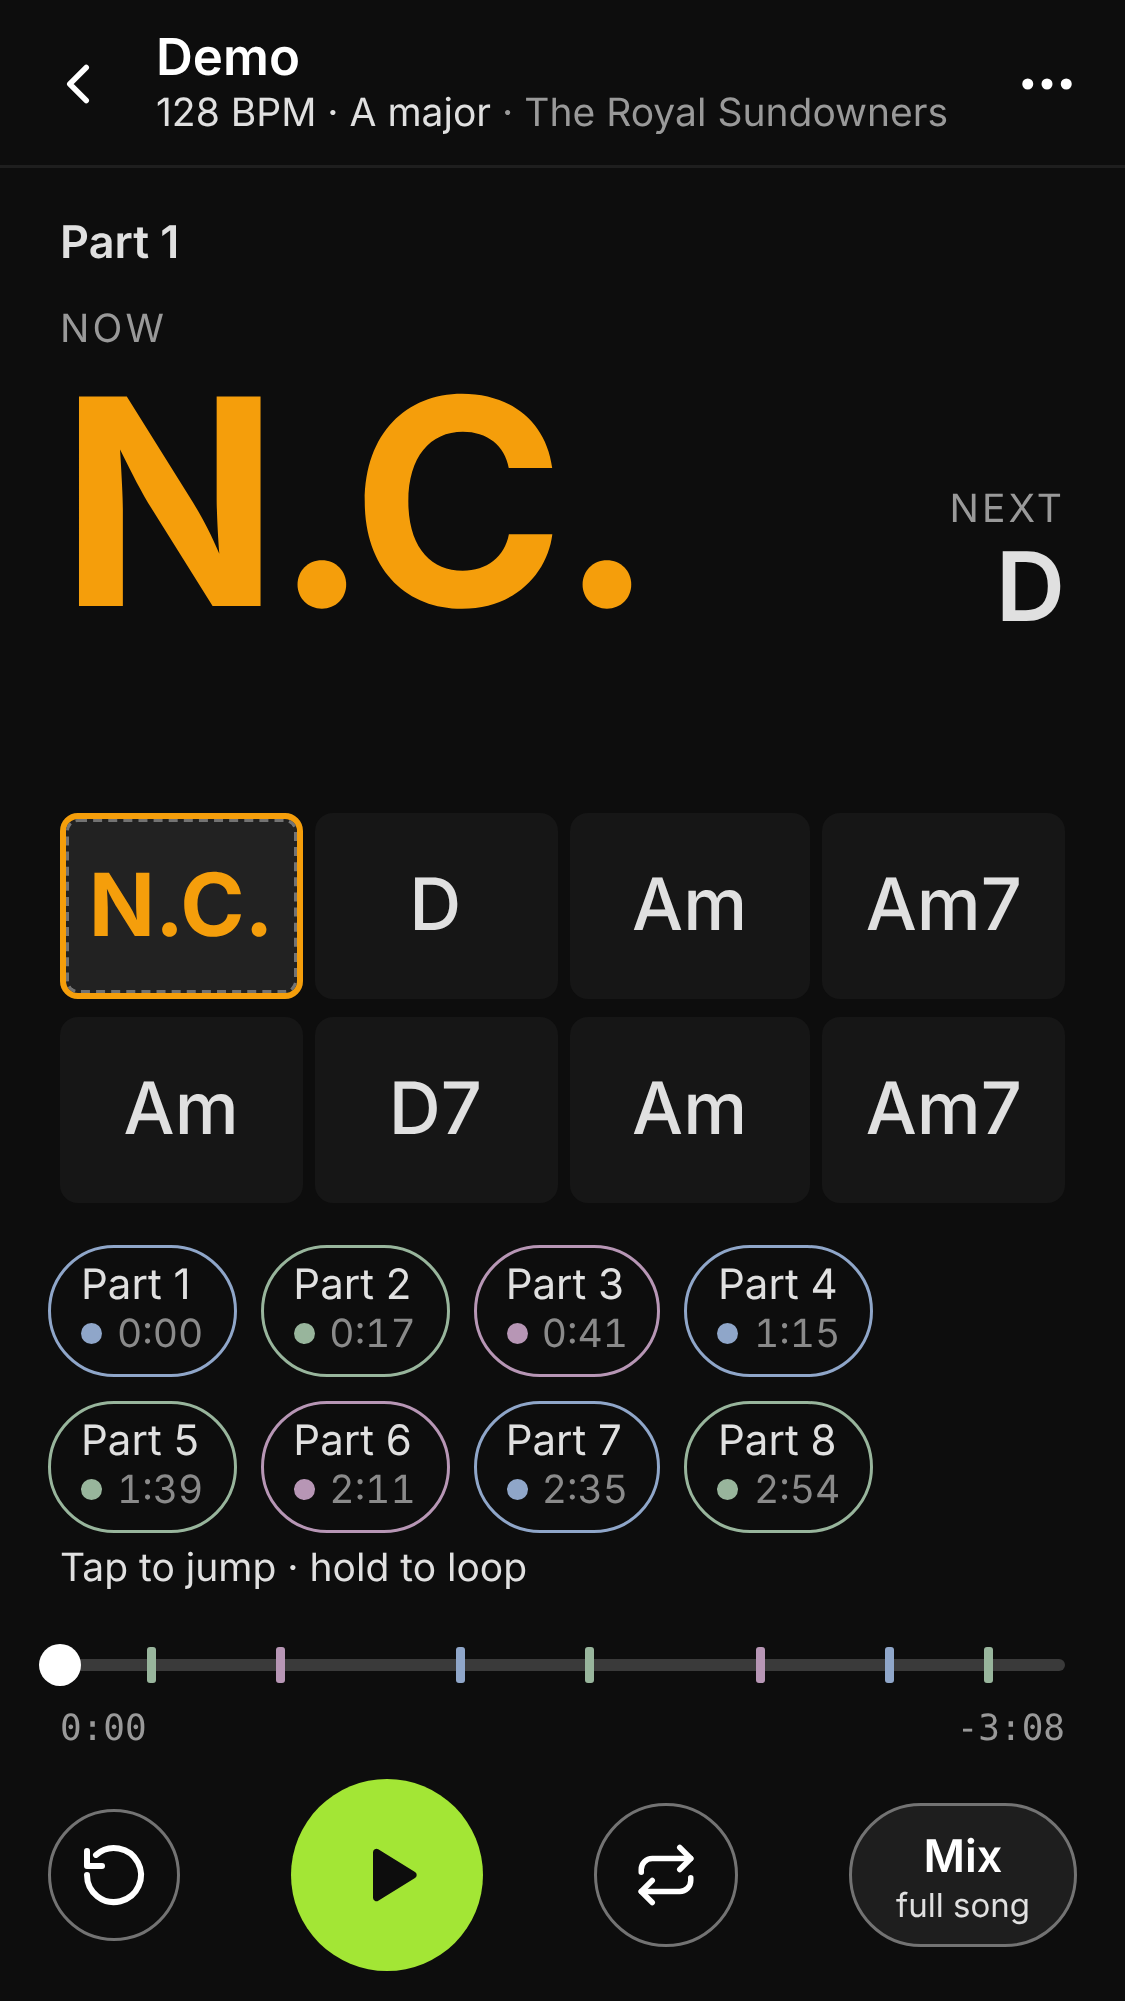 Demo
128 BPM · A major · The Royal Sundowners
Part 1
NOW
N.C.
NEXT
D
N.C. D Am Am7
Am D7 Am Am7
Part 1 Part 2 Part 3 Part 4
0:00 0:17 0:41 1:15
Part 5 Part 6 Part 7 Part 8
1:39 2:11 2:35 2:54
Tap to jump · hold to loop
0:00 -3:08
Mix
full song